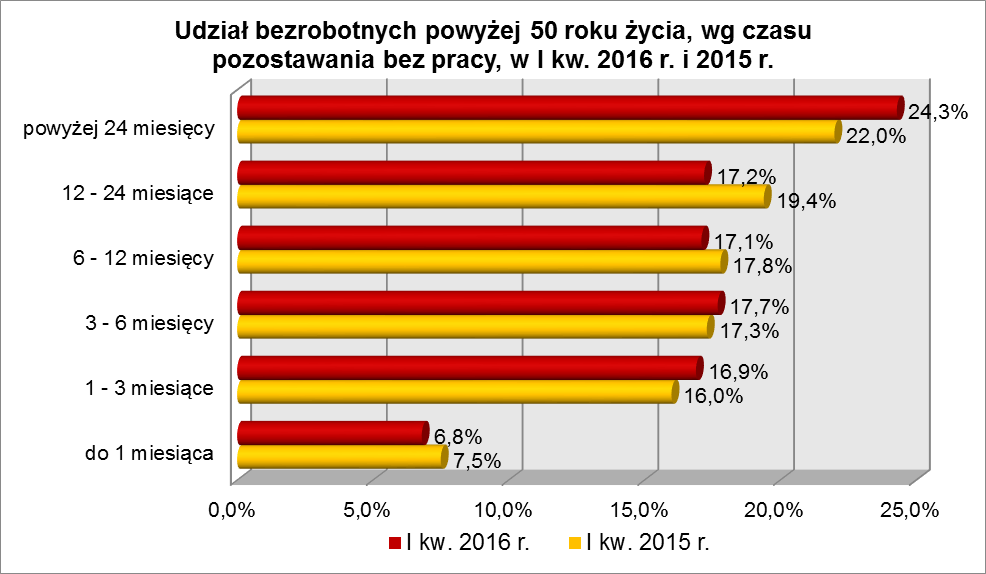 Udział bezrobotnych powyżej 50 roku życia, wg czasu
pozostawania bez pracy, w I kw. 2016 r. i 2015 r.
powyżej 24 miesięcy
24,3%
22,0%
12 - 24 miesiące
17,2%
19,4%
6 - 12 miesięcy
17,1%
17,8%
3 - 6 miesięcy
17,7%
17,3%
1 - 3 miesiące
16,9%
16,0%
do 1 miesiąca
6,8%
7,5%
0,0% 5,0% 10,0% 15,0% 20,0% 25,0%
I kw. 2016 r. I kw. 2015 r.